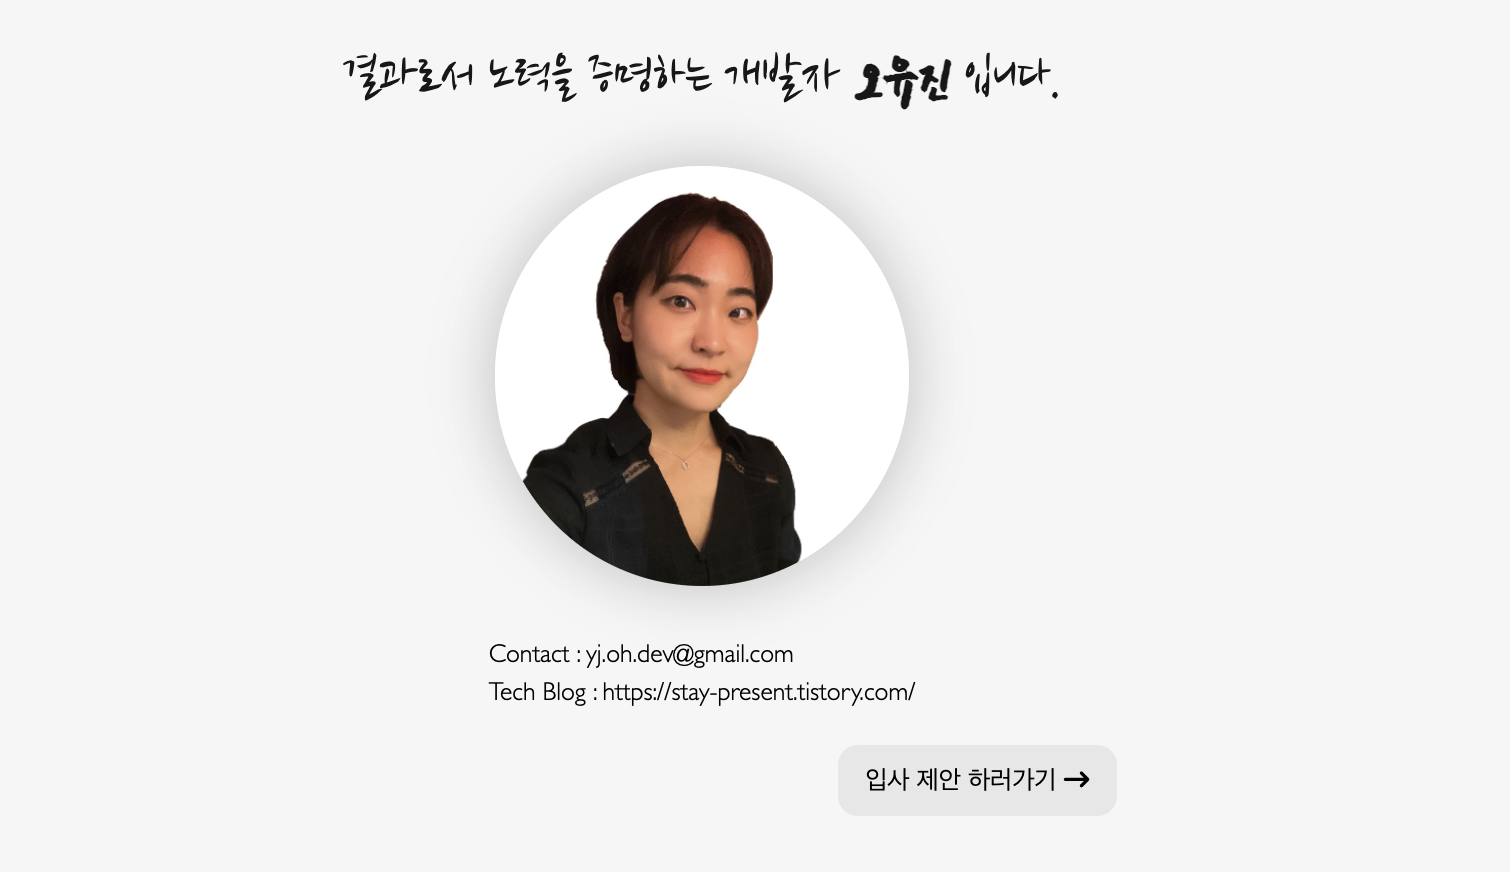 결과로서 노력을 증명하는 개발자 오유진 입니다.
Contact : yj.oh.dev@gmail.com
Tech Blog : https://stay-present.tistory.com/
입사 제안 하러가기 →